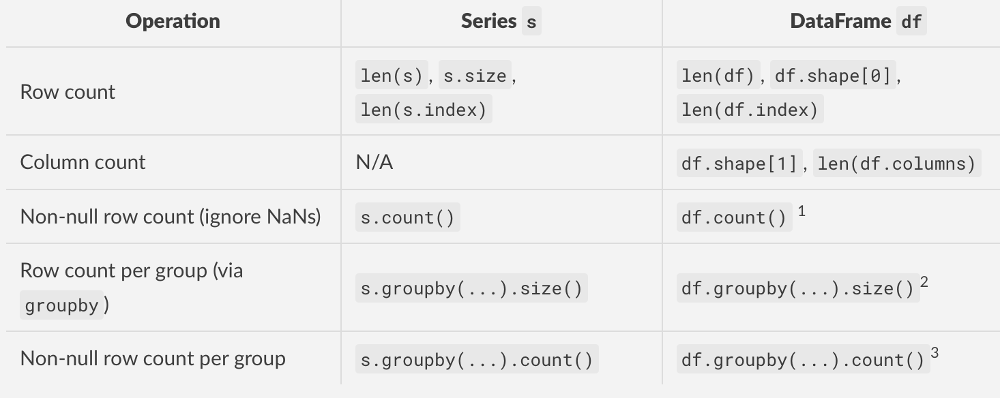 Operation Series s DataFrame df
Row count len(s), s.size, len(s.index) len(df), df.shape[0], len(df.index)
Column count N/A df.shape[1], len(df.columns)
Non-null row count (ignore NaNs) s.count() df.count() 1
Row count per group (via groupby) s.groupby(...).size() df.groupby(...).size() 2
Non-null row count per group s.groupby(...).count() df.groupby(...).count() 3